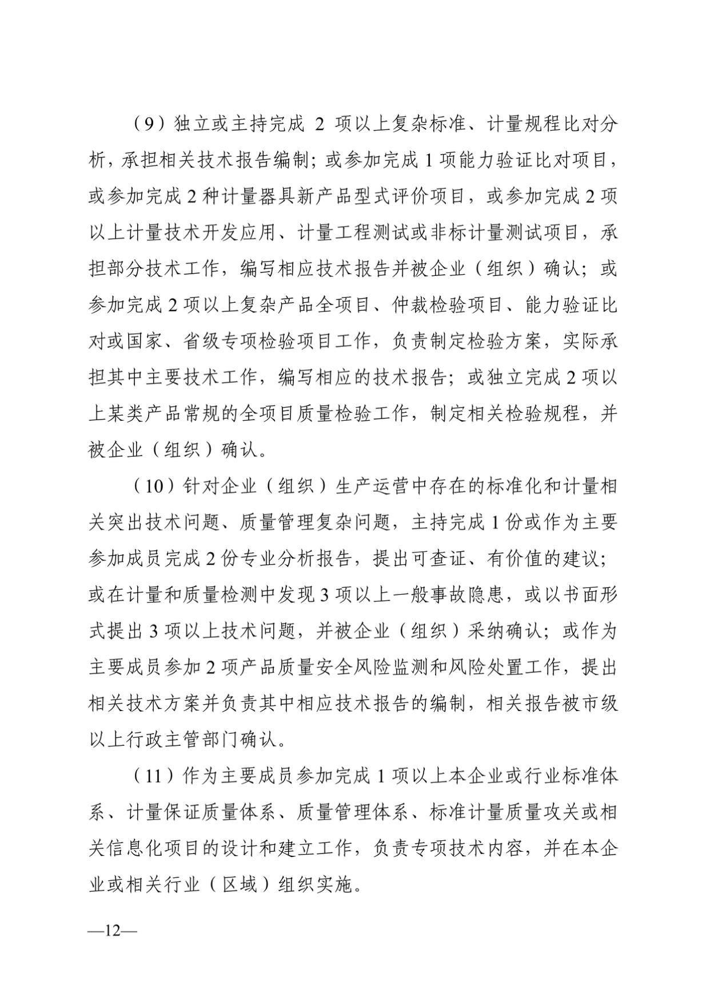 （9）独立或主持完成 2 项以上复杂标准、计量规程比对分
析，承担相关技术报告编制；或参加完成 1 项能力验证比对项目，
或参加完成 2 种计量器具新产品型式评价项目，或参加完成 2 项
以上计量技术开发应用、计量工程测试或非标计量测试项目，承
担部分技术工作，编写相应技术报告并被企业（组织）确认；或
参加完成 2 项以上复杂产品全项目、仲裁检验项目、能力验证比
对或国家、省级专项检验项目工作，负责制定检验方案，实际承
担其中主要技术工作，编写相应的技术报告；或独立完成 2 项以
上某类产品常规的全项目质量检验工作，制定相关检验规程，并
被企业（组织）确认。
（10）针对企业（组织）生产运营中存在的标准化和计量相
关突出技术问题、质量管理复杂问题，主持完成 1 份或作为主要
参加成员完成 2 份专业分析报告，提出可查证、有价值的建议；
或在计量和质量检测中发现 3 项以上一般事故隐患，或以书面形
式提出 3 项以上技术问题，并被企业（组织）采纳确认；或作为
主要成员参加 2 项产品质量安全风险监测和风险处置工作，提出
相关技术方案并负责其中相应技术报告的编制，相关报告被市级
以上行政主管部门确认。
（11）作为主要成员参加完成 1 项以上本企业或行业标准体
系、计量保证质量体系、质量管理体系、标准计量质量攻关或相
关信息化项目的设计和建立工作，负责专项技术内容，并在本企
业或相关行业（区域）组织实施。
—12—